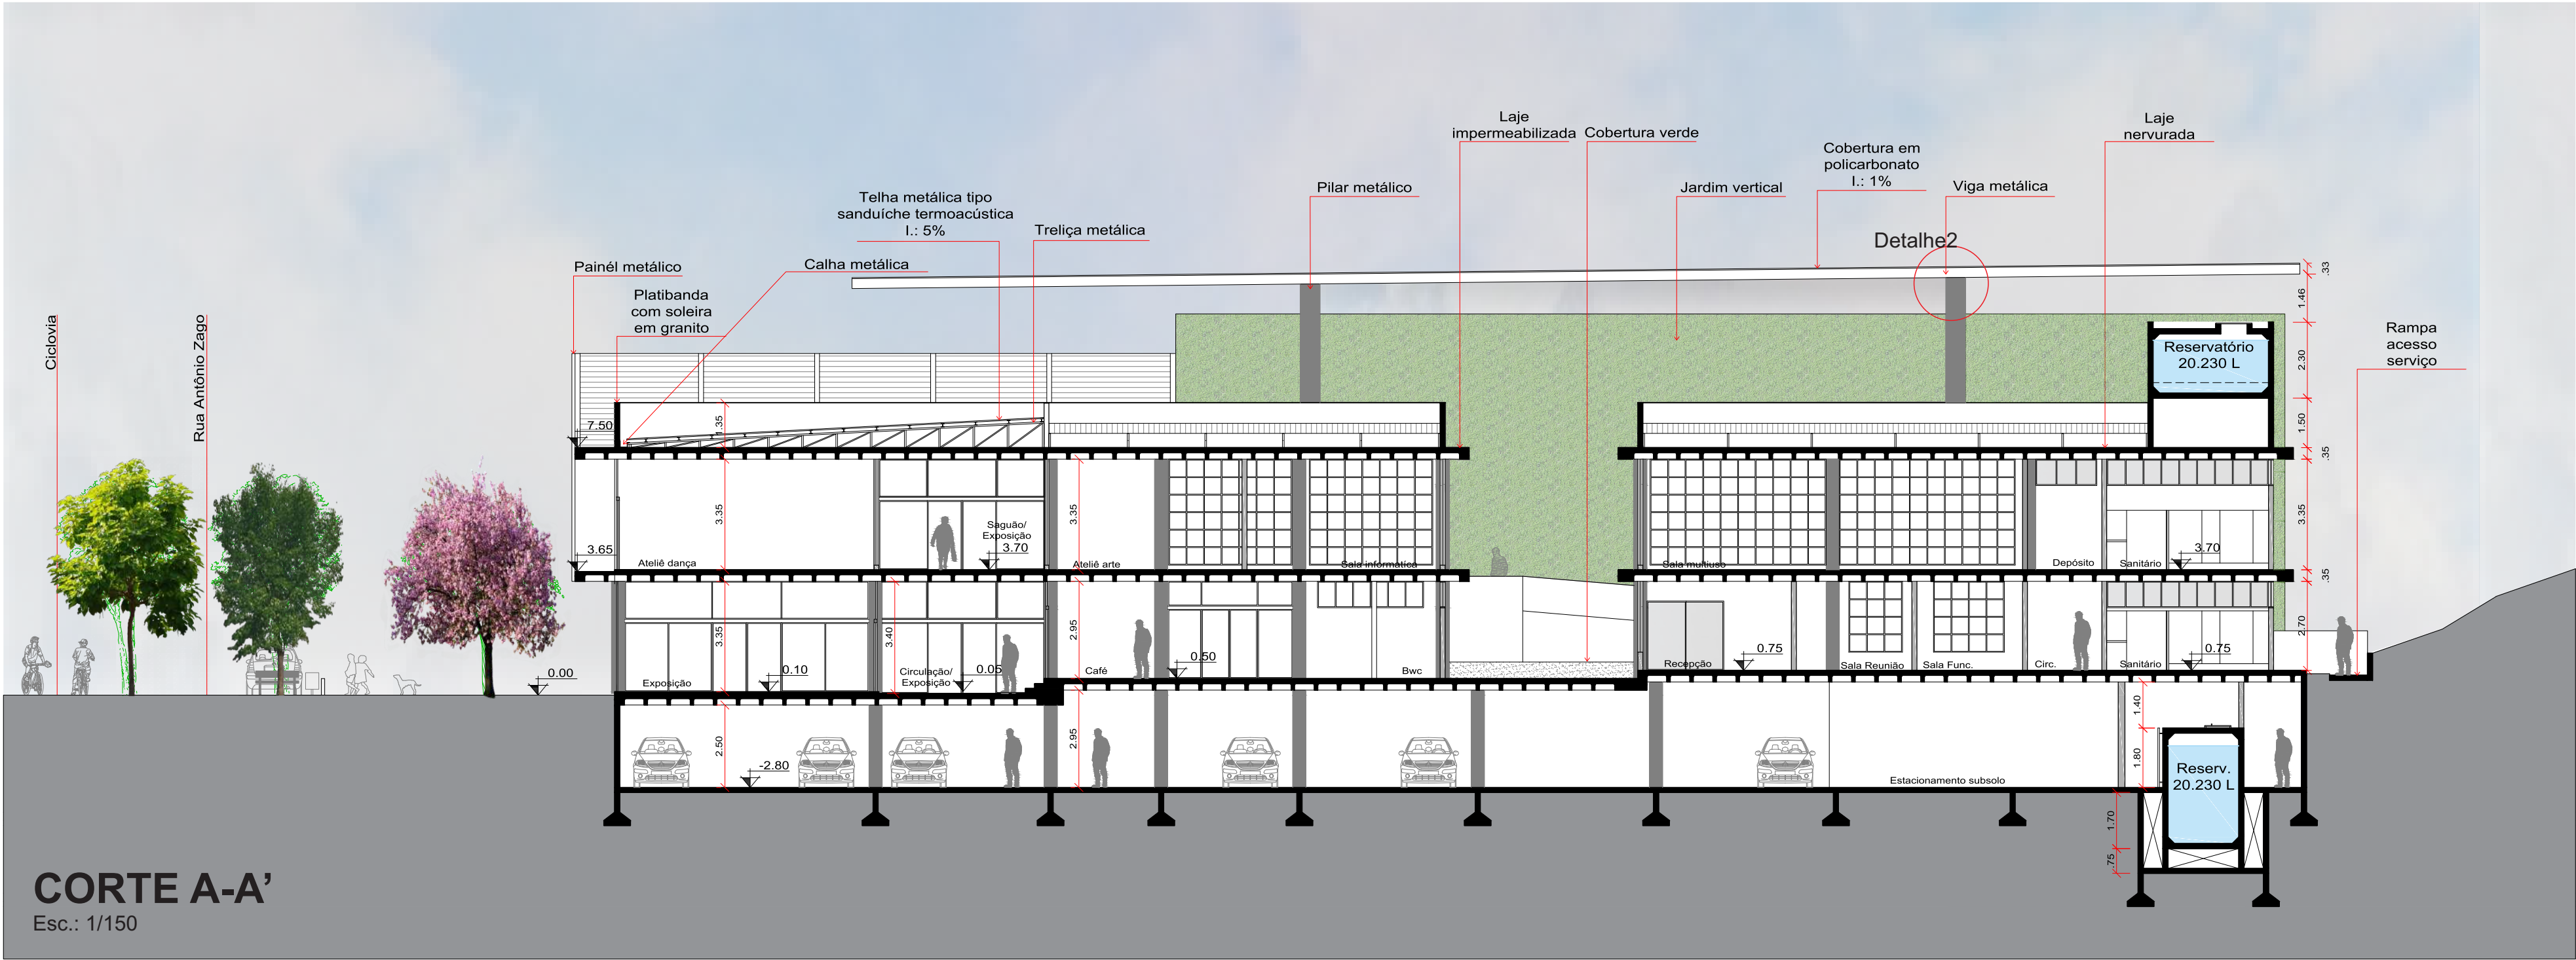 Laje
impermeabilizada
Cobertura verde
Laje
nervurada
Cobertura em
policarbonato
I.: 1%
Telha metálica tipo
sanduíche termoacústica
I.: 5%
Pilar metálico
Jardim vertical
Viga metálica
Treliça metálica
Detalhe2
Painél metálico
Calha metálica
Platibanda
com soleira
em granito
Ciclovia
Rua Antônio Zago
Rampa
acesso
serviço
.33
1.46
2.30
1.50
.35
3.35
.35
2.70
Reservatório
20.230 L
7.50
1.35
3.65
3.35
3.35
Saguão/
Exposição
3.70
Ateliê dança
Ateliê arte
Sala informática
Sala multiuso
Depósito
Sanitário
3.70
0.00
3.35
3.40
2.95
Exposição
0.10
Circulação/
Exposição
0.05
Café
0.50
Bwc
Recepção
0.75
Sala Reunião
Sala Func.
Circ.
Sanitário
0.75
2.50
-2.80
2.95
Estacionamento subsolo
1.40
1.80
1.70
.75
Reserv.
20.230 L
CORTE A-A’
Esc.: 1/150